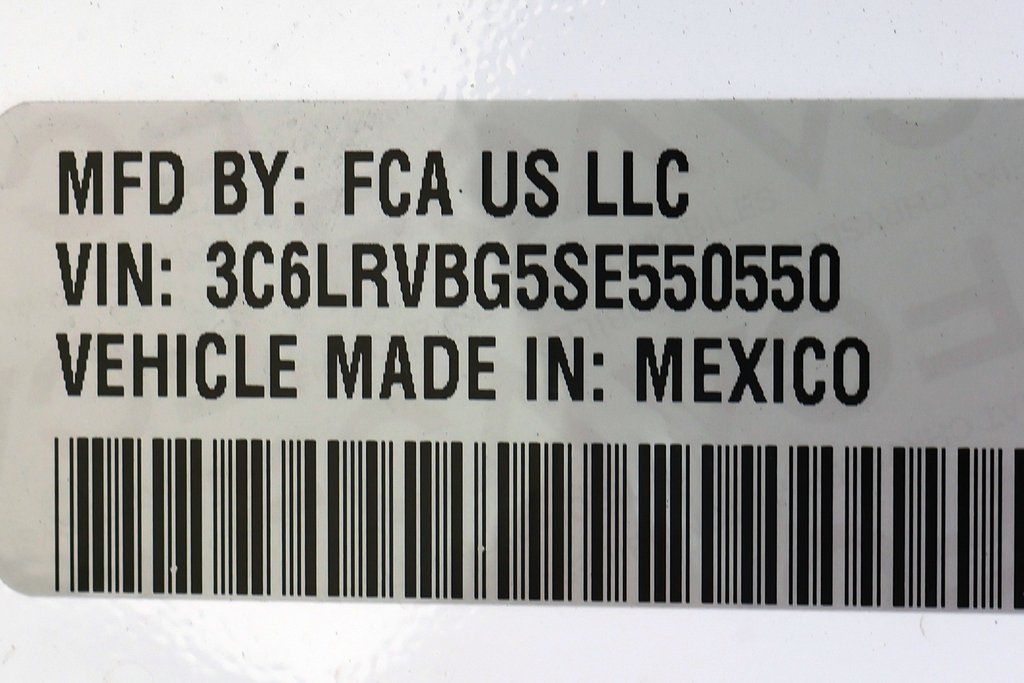 MFD BY: FCA US LLC
VIN: 3C6LRVBG5SE550550
VEHICLE MADE IN: MEXICO